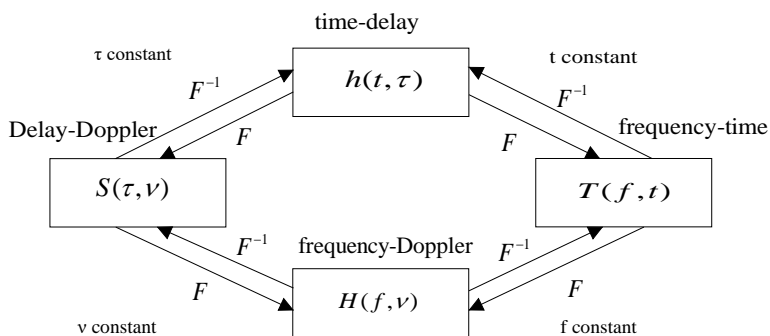 time-delay
τ constant
t constant
F⁻¹
h(t,τ)
F⁻¹
Delay-Doppler
F
F
frequency-time
S(τ,ν)
T(f,t)
F⁻¹
frequency-Doppler
F⁻¹
F
H(f,ν)
F
ν constant
f constant